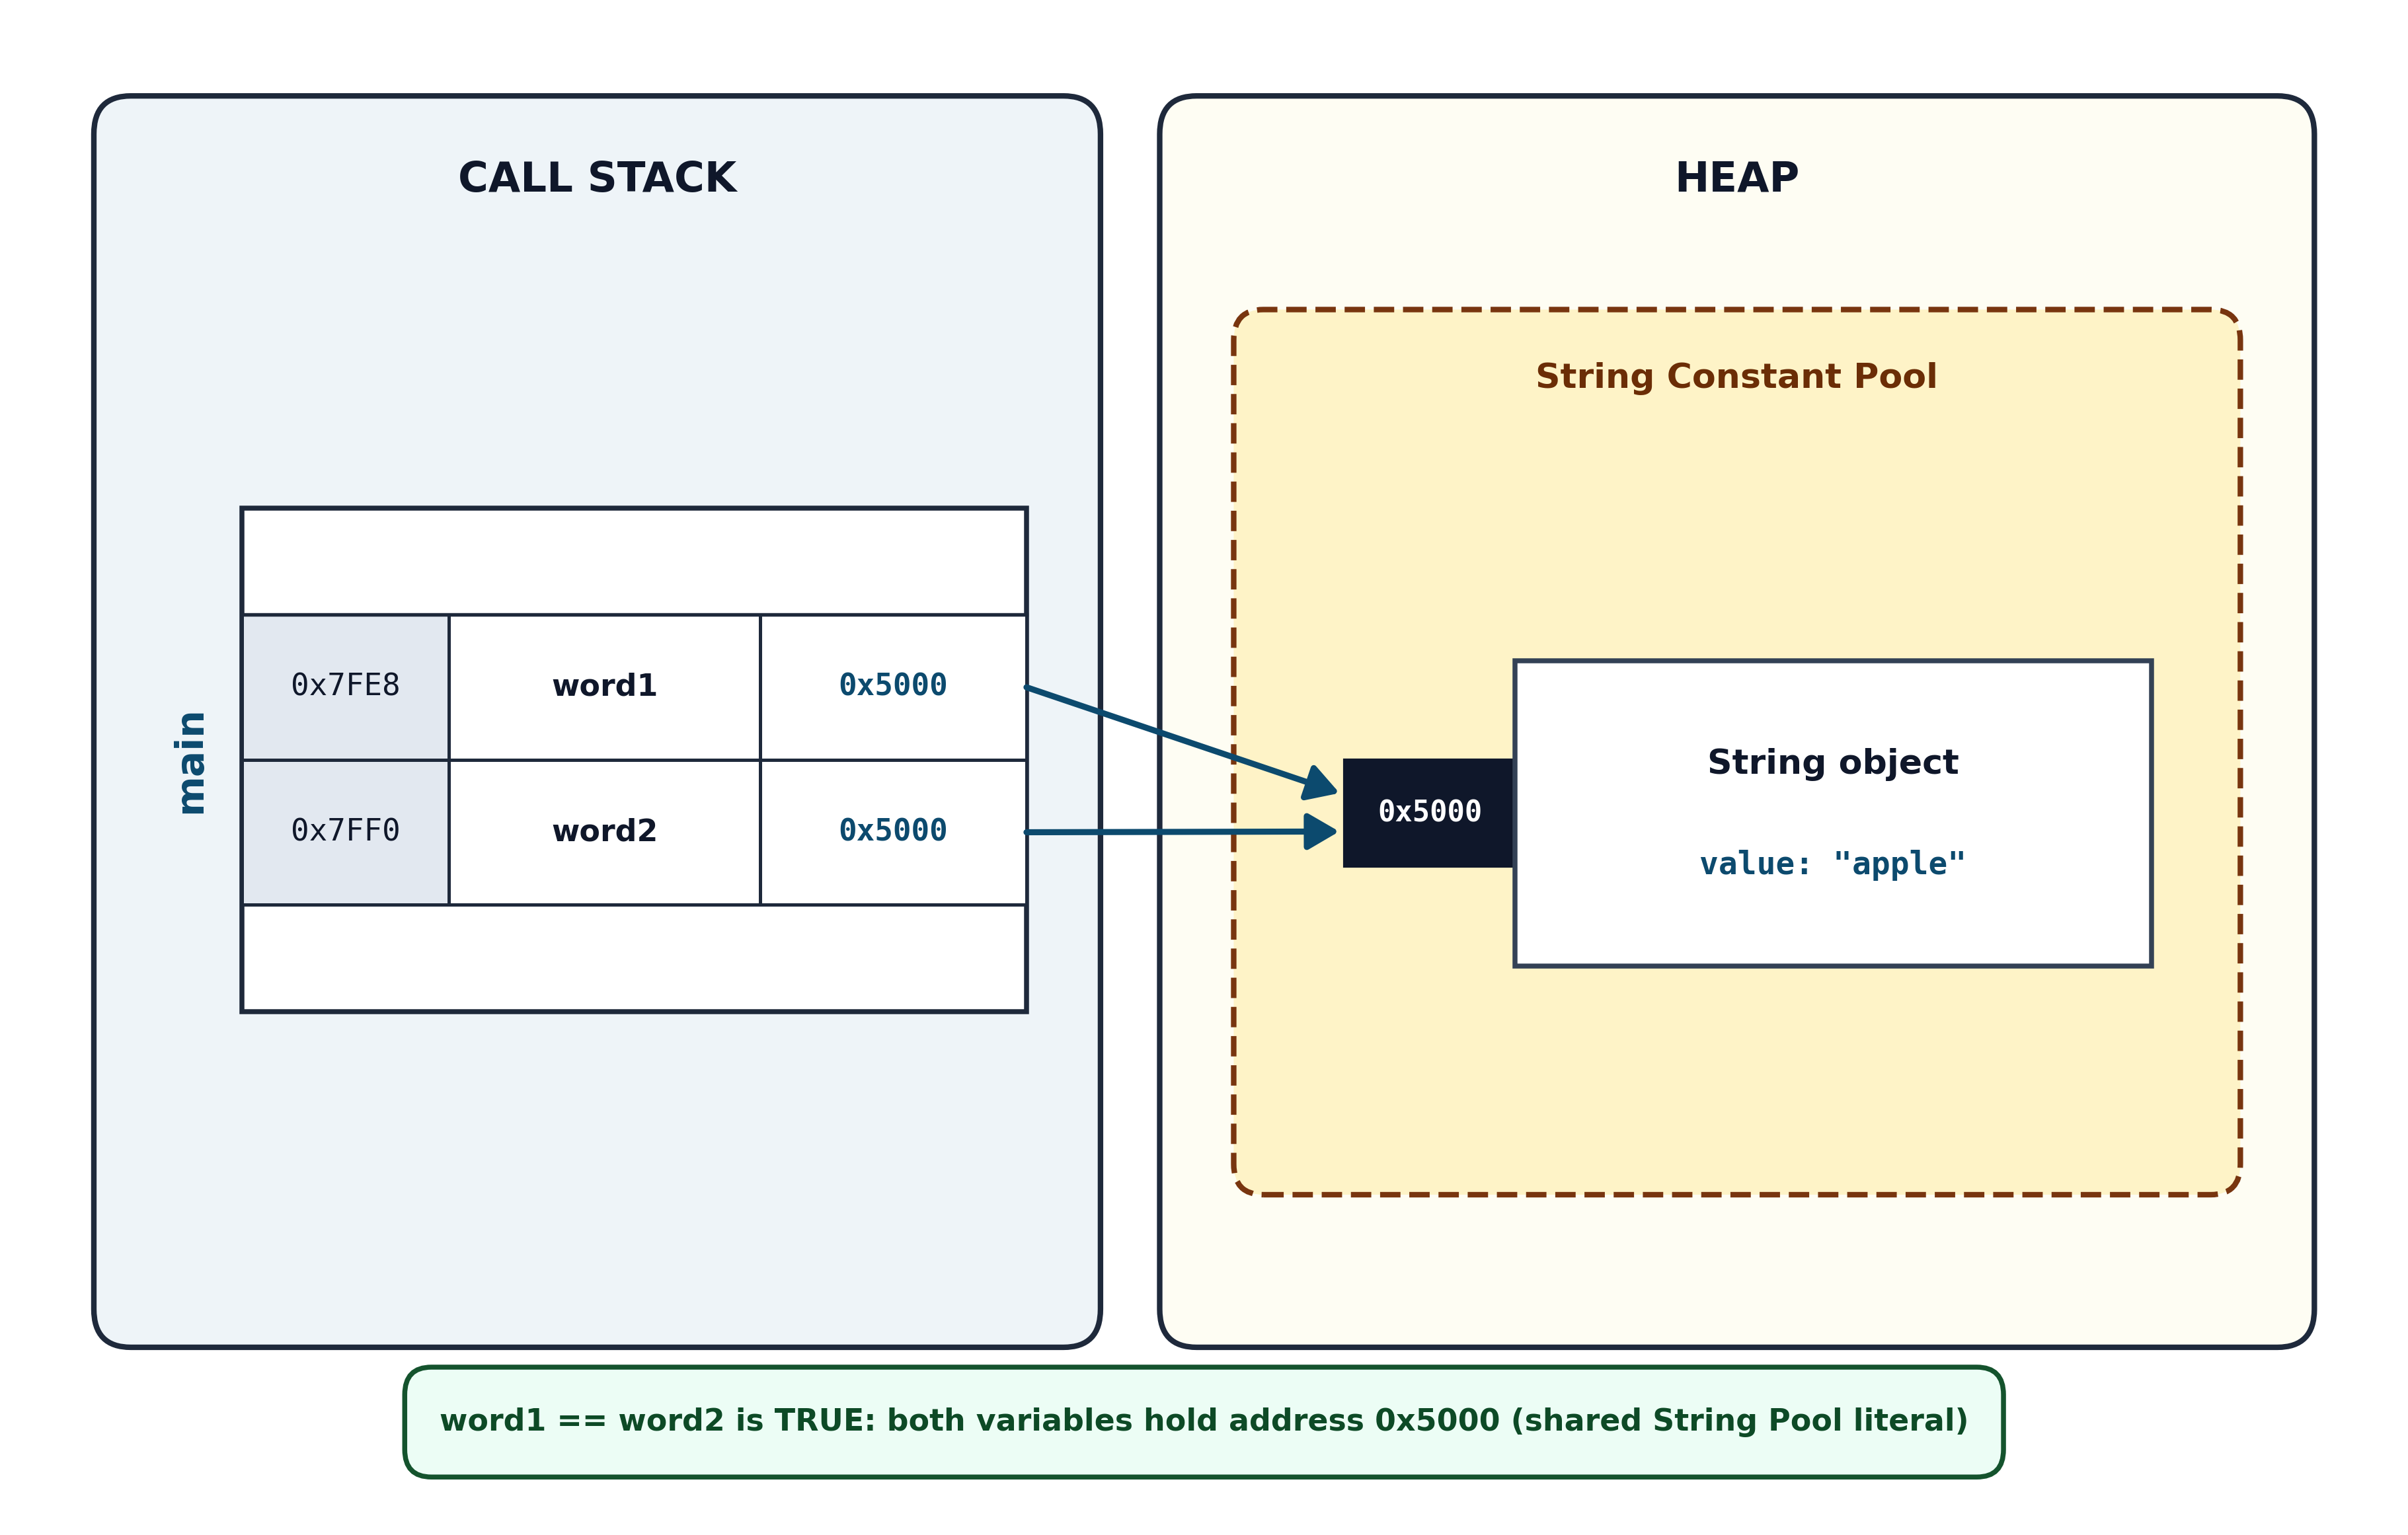 CALL STACK
HEAP
String Constant Pool
main
0x7FE8 word1 0x5000
0x7FF0 word2 0x5000
0x5000
String object
value: "apple"
word1 == word2 is TRUE: both variables hold address 0x5000 (shared String Pool literal)